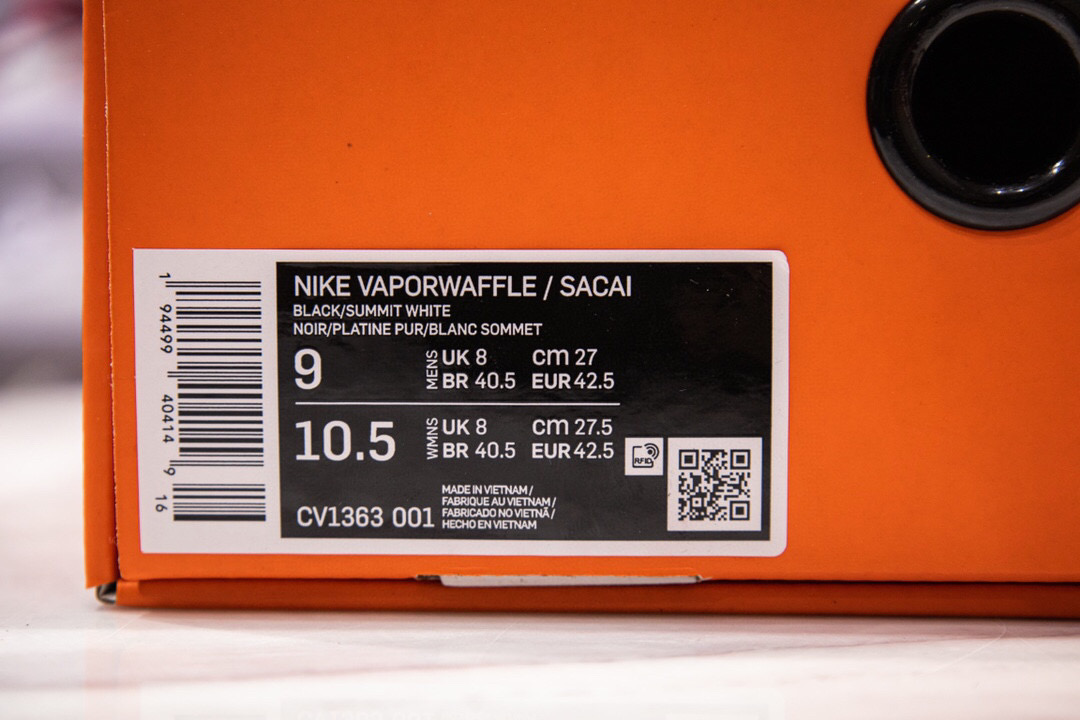 1 94499 40414 9 16
NIKE VAPORWAFFLE / SACAI
BLACK/SUMMIT WHITE
NOIR/PLATINE PUR/BLANC SOMMET
9 MENS UK 8 cm 27
BR 40.5 EUR 42.5
10.5 WMNS UK 8 cm 27.5
BR 40.5 EUR 42.5
RFID
MADE IN VIETNAM /
FABRIQUE AU VIETNAM /
FABRICADO NO VIETNÃ /
HECHO EN VIETNAM
CV1363 001